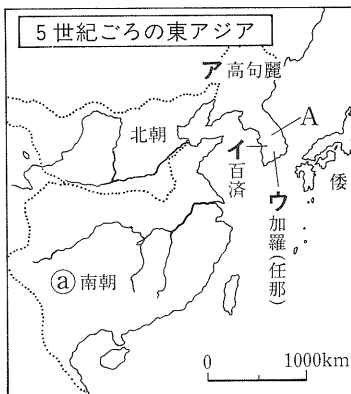 5世紀ごろの東アジア
ア 高句麗
北朝
A
イ 百済
倭
ウ 加羅(任那)
ⓐ 南朝
0 1000km